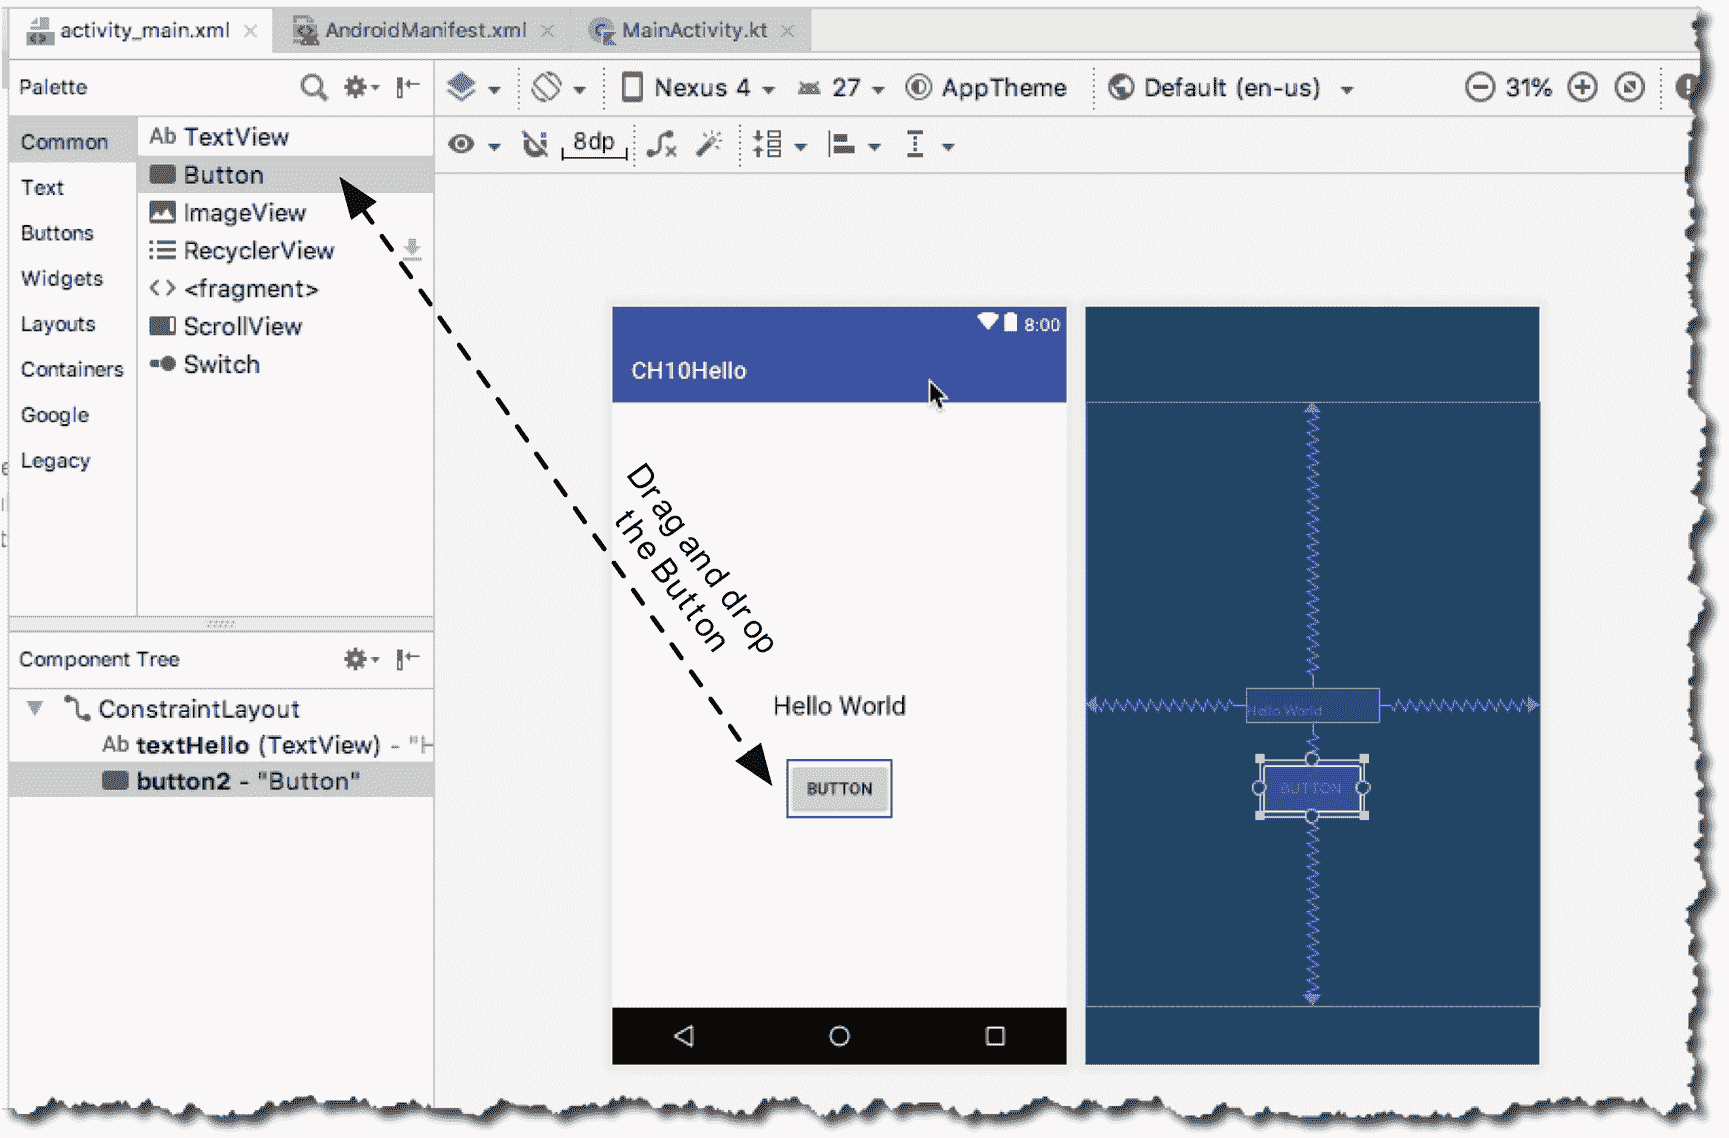 activity_main.xml
AndroidManifest.xml
MainActivity.kt
Palette
Nexus 4
27
AppTheme
Default (en-us)
31%
8dp
Common
Text
Buttons
Widgets
Layouts
Containers
Google
Legacy
Ab TextView
Button
ImageView
RecyclerView
<fragment>
ScrollView
Switch
Component Tree
ConstraintLayout
Ab textHello (TextView) - "H
button2 - "Button"
8:00
CH10Hello
Drag and drop
the Button
Hello World
BUTTON
Hello World
BUTTON